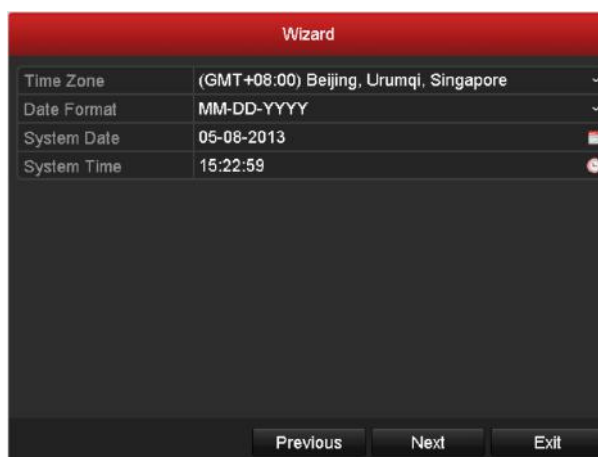 Wizard
Time Zone (GMT+08:00) Beijing, Urumqi, Singapore
Date Format MM-DD-YYYY
System Date 05-08-2013
System Time 15:22:59
Previous Next Exit